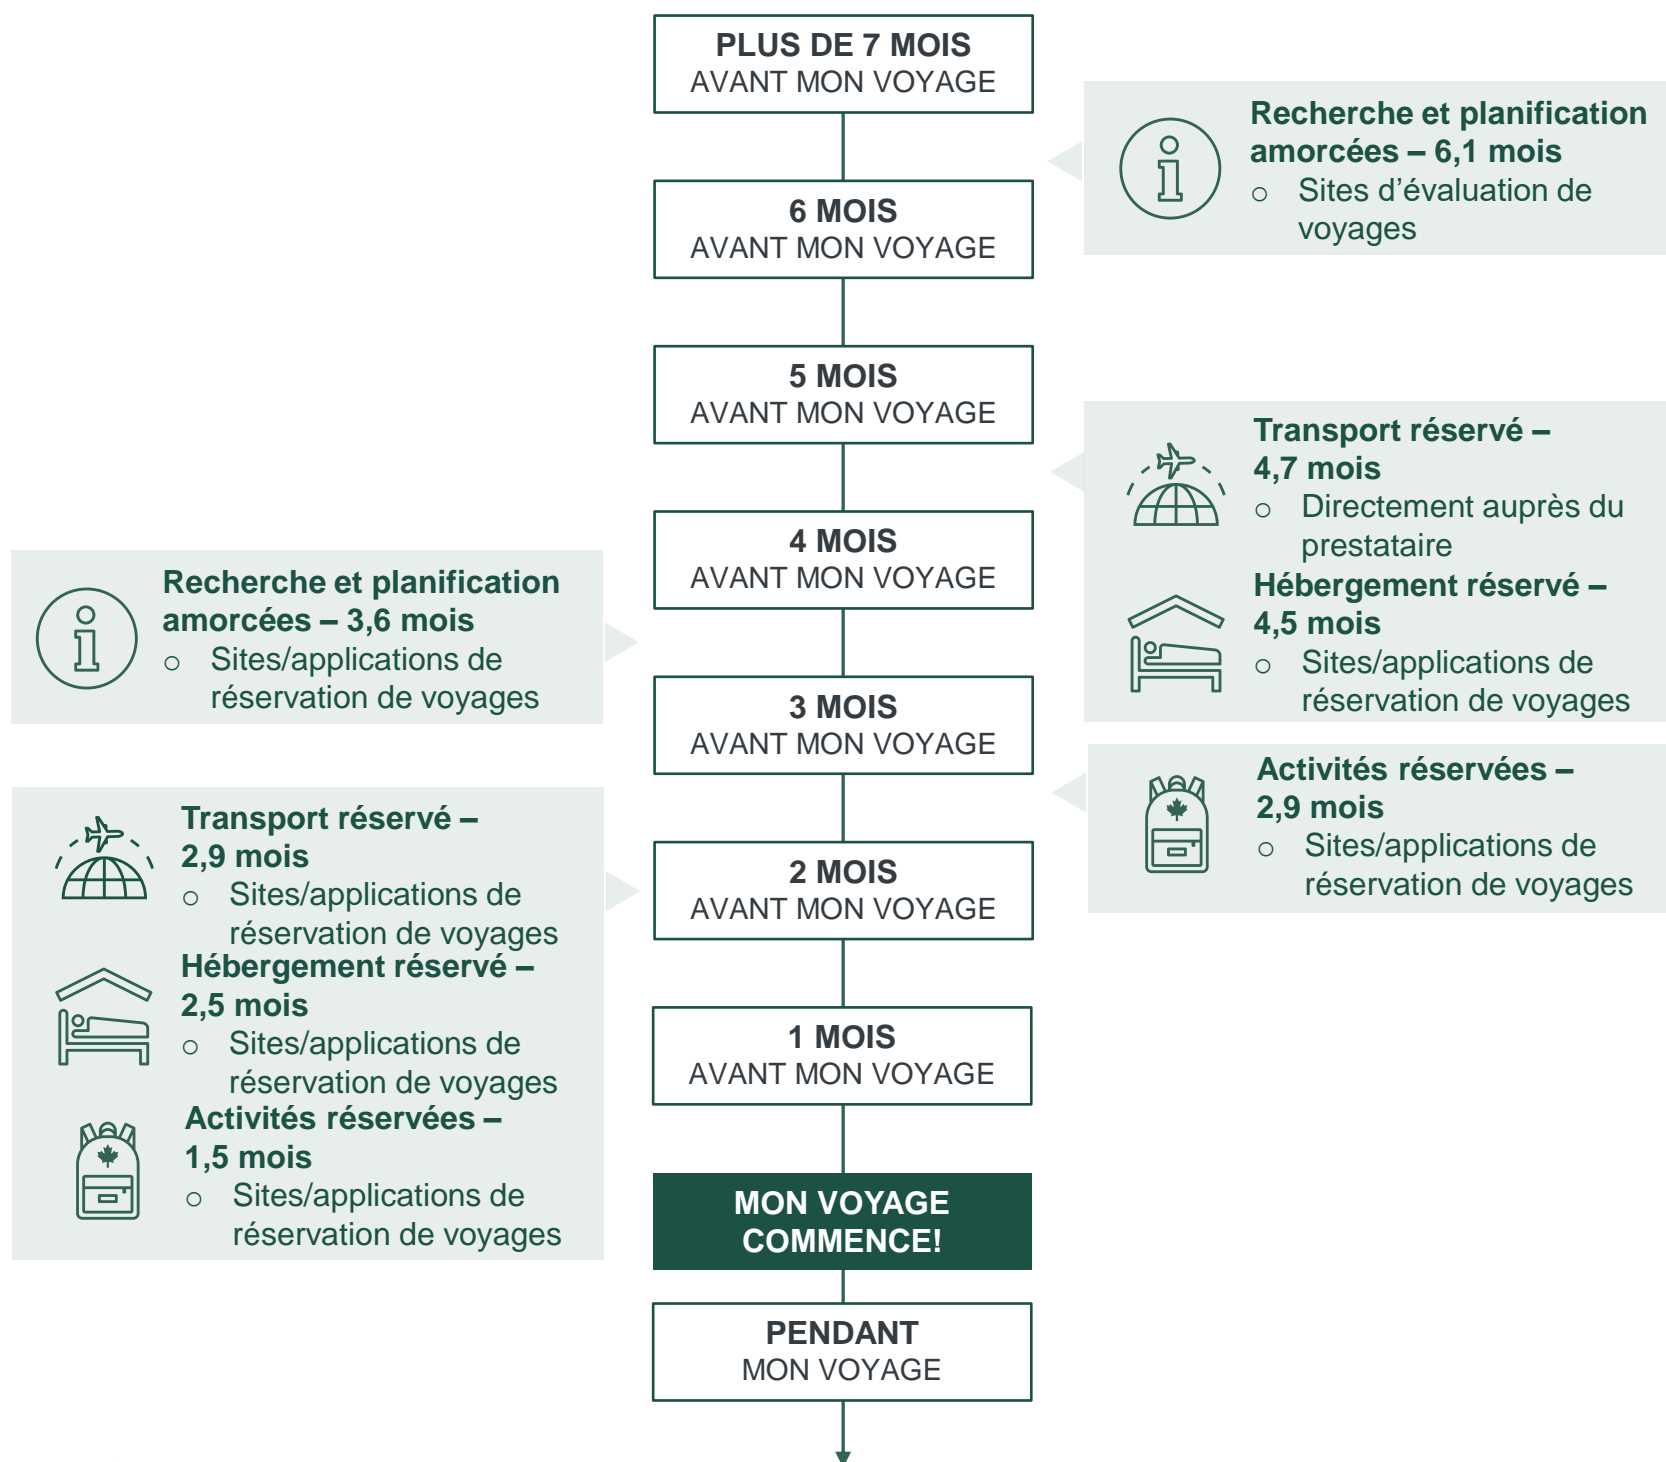 PLUS DE 7 MOIS
AVANT MON VOYAGE
Recherche et planification
amorcées – 6,1 mois
o Sites d’évaluation de
voyages
6 MOIS
AVANT MON VOYAGE
5 MOIS
AVANT MON VOYAGE
Transport réservé –
4,7 mois
o Directement auprès du
prestataire
Hébergement réservé –
4,5 mois
o Sites/applications de
réservation de voyages
4 MOIS
AVANT MON VOYAGE
Recherche et planification
amorcées – 3,6 mois
o Sites/applications de
réservation de voyages
3 MOIS
AVANT MON VOYAGE
Activités réservées –
2,9 mois
o Sites/applications de
réservation de voyages
Transport réservé –
2,9 mois
o Sites/applications de
réservation de voyages
Hébergement réservé –
2,5 mois
o Sites/applications de
réservation de voyages
Activités réservées –
1,5 mois
o Sites/applications de
réservation de voyages
2 MOIS
AVANT MON VOYAGE
1 MOIS
AVANT MON VOYAGE
MON VOYAGE
COMMENCE!
PENDANT
MON VOYAGE